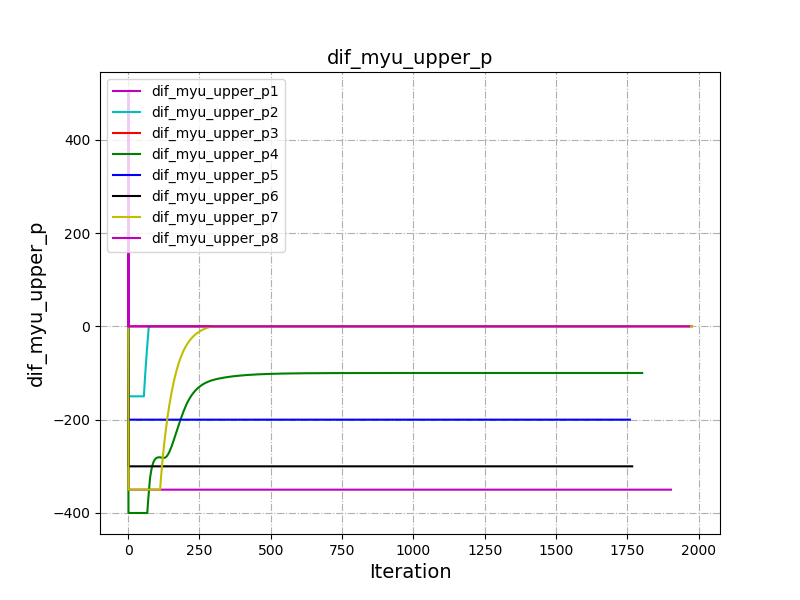 dif_myu_upper_p
dif_myu_upper_p1
dif_myu_upper_p2
dif_myu_upper_p3
dif_myu_upper_p4
dif_myu_upper_p5
dif_myu_upper_p6
dif_myu_upper_p7
dif_myu_upper_p8
dif_myu_upper_p
400
200
0
−200
−400
0 250 500 750 1000 1250 1500 1750 2000
Iteration